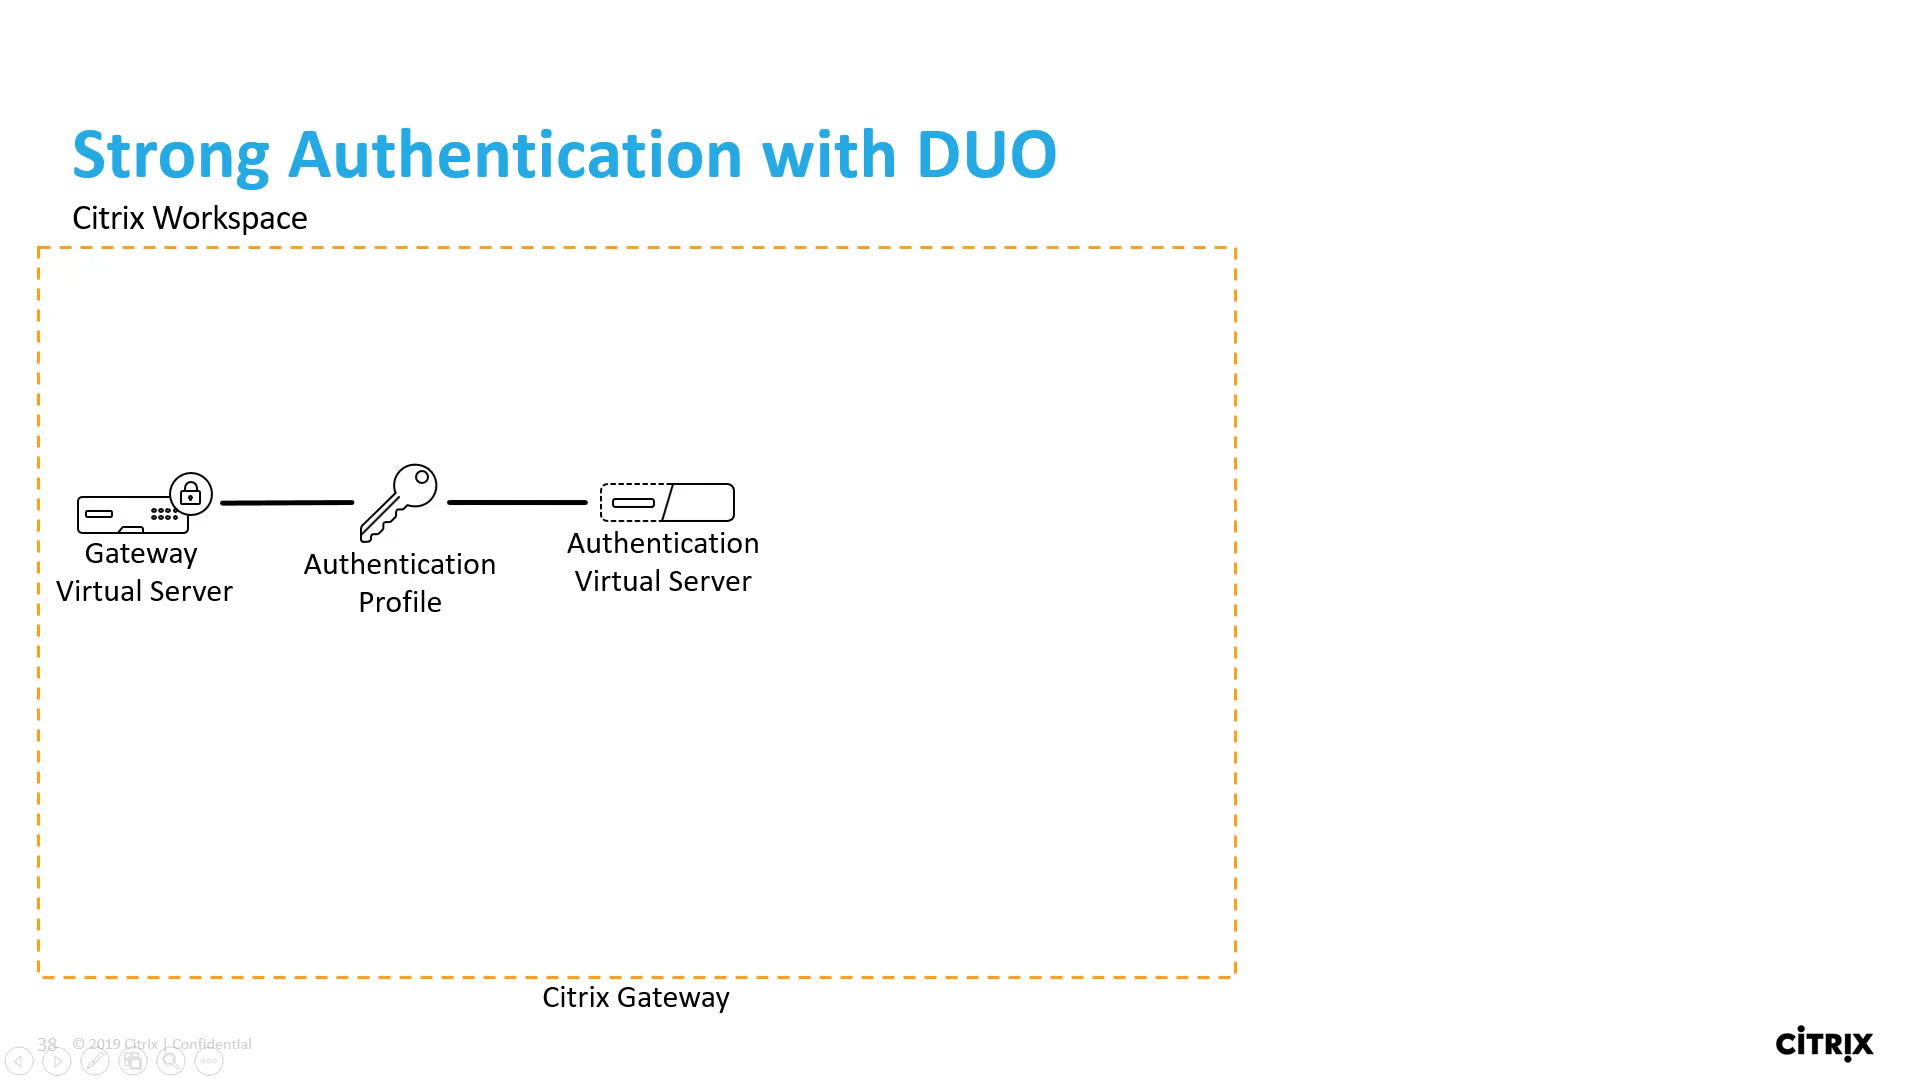 Strong Authentication with DUO
Citrix Workspace
Gateway
Virtual Server
Authentication
Profile
Authentication
Virtual Server
Citrix Gateway
38 © 2019 Citrix | Confidential
CiTRIX